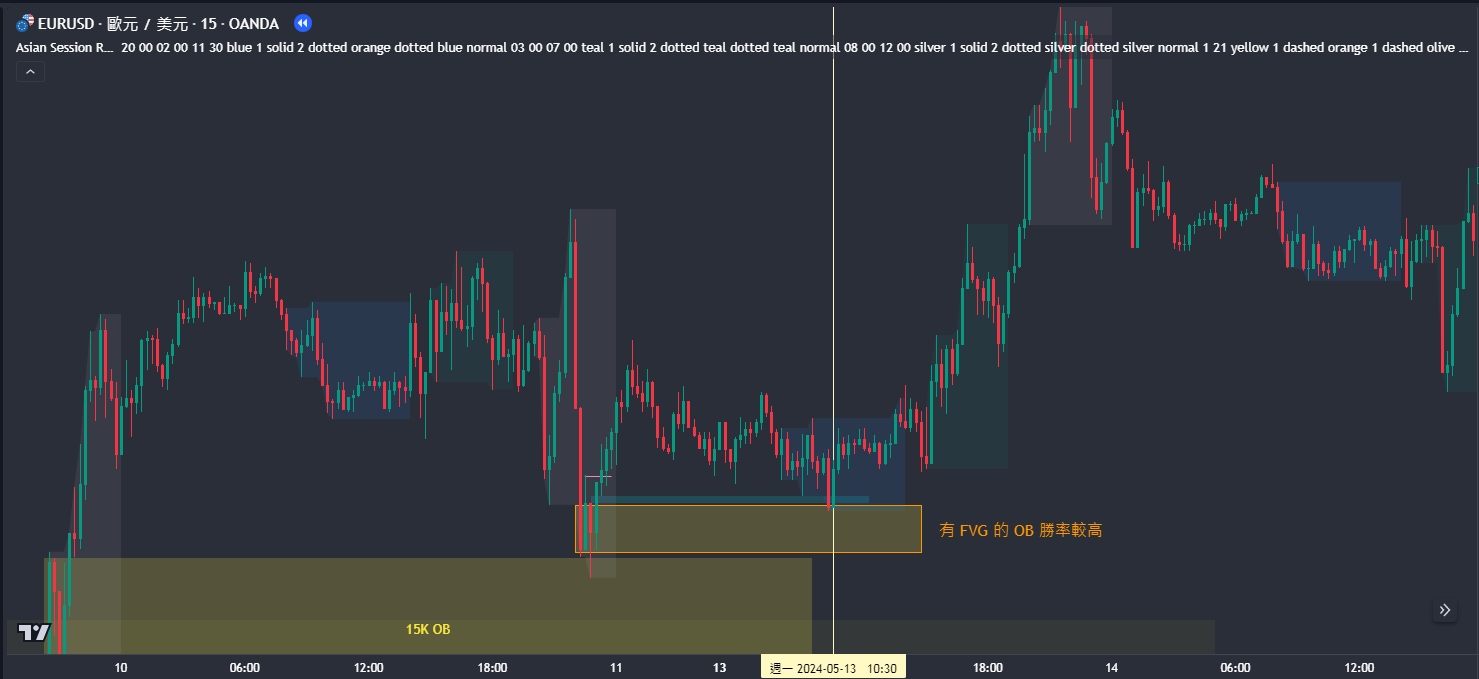 EURUSD · 歐元 / 美元 · 15 · OANDA
Asian Session R... 20 00 02 00 11 30 blue 1 solid 2 dotted orange dotted blue normal 03 00 07 00 teal 1 solid 2 dotted teal dotted teal normal 08 00 12 00 silver 1 solid 2 dotted silver dotted silver normal 1 21 yellow 1 dashed orange 1 dashed olive ...
有 FVG 的 OB 勝率較高
15K OB
10 06:00 12:00 18:00 11 13 週一 2024-05-13 10:30 18:00 14 06:00 12:00